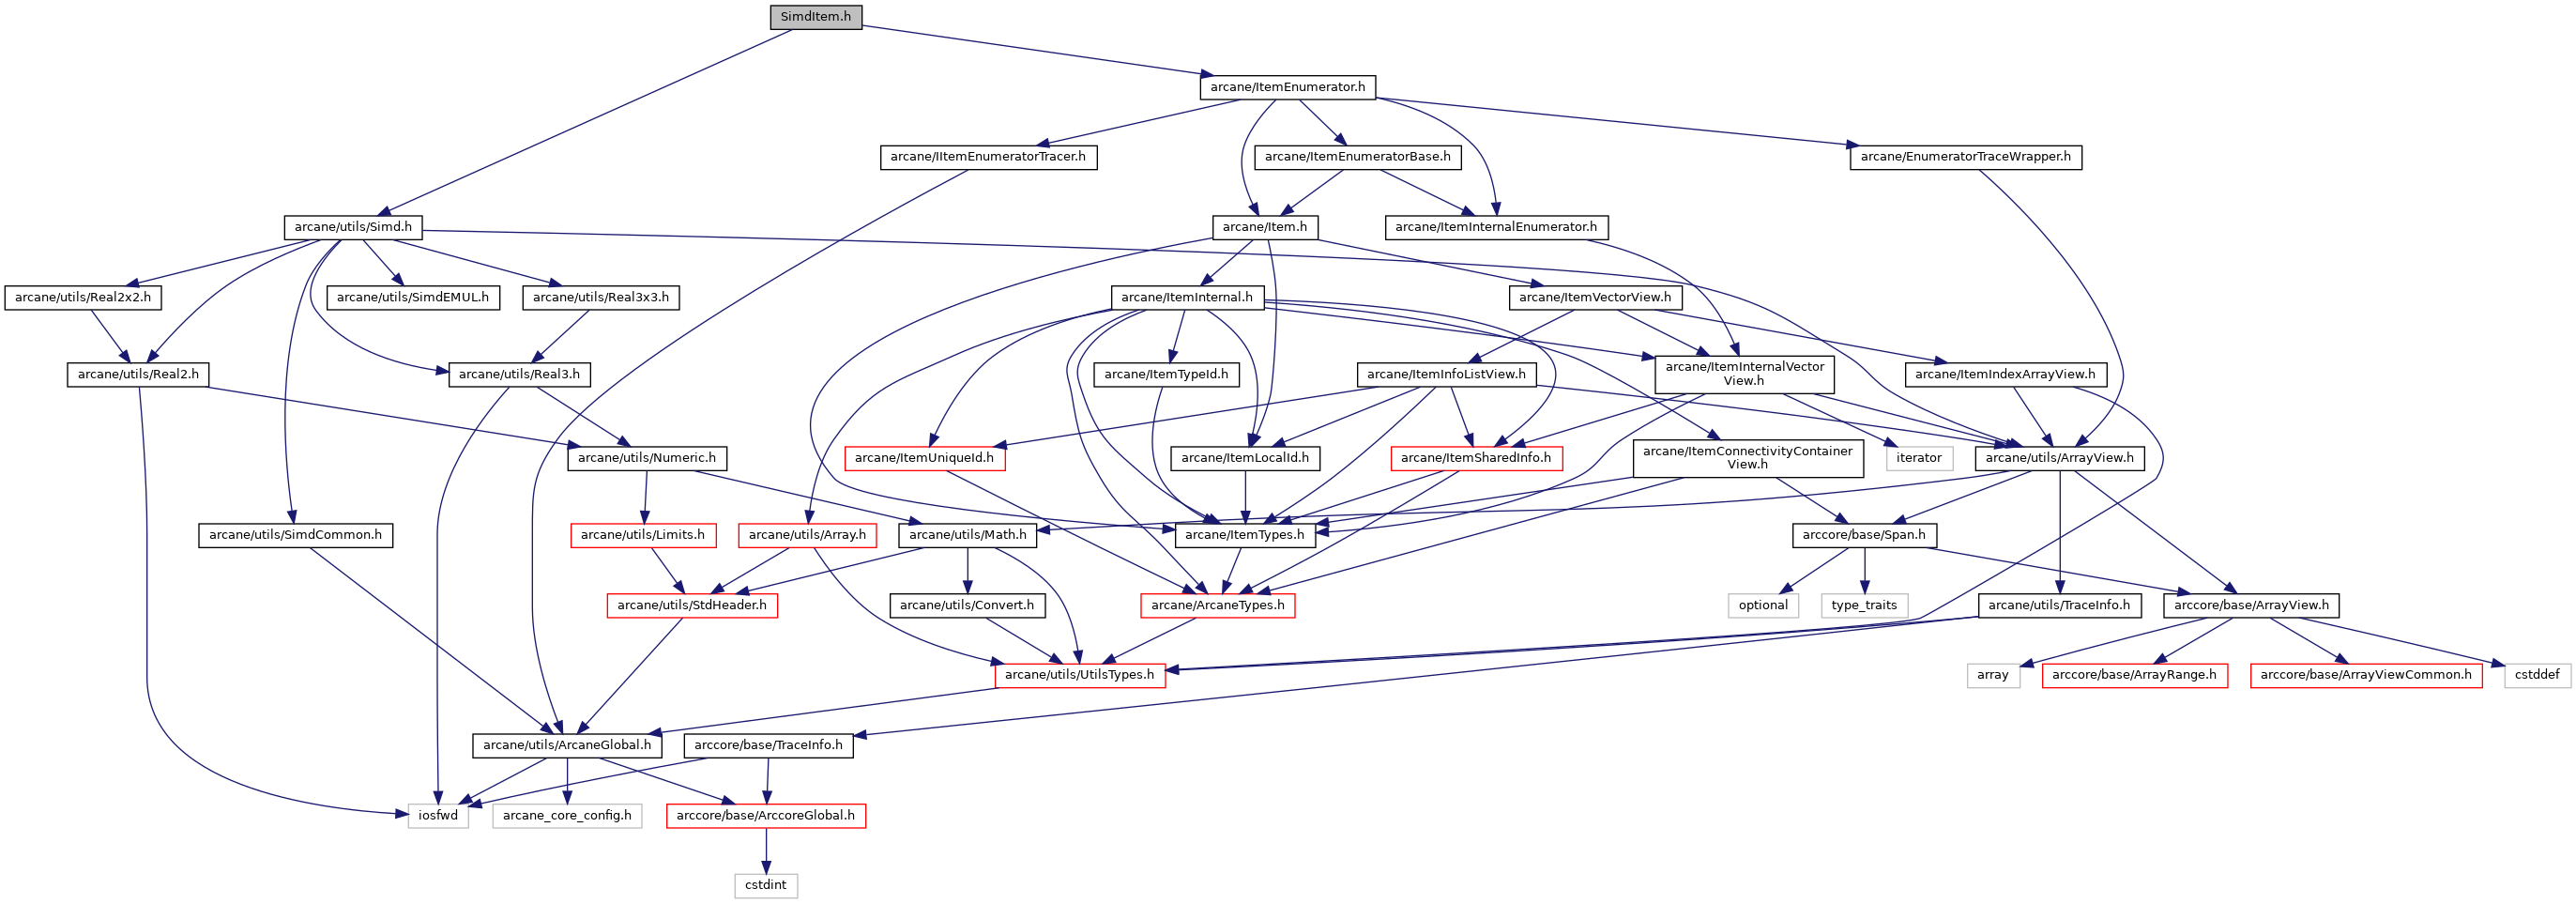 SimdItem.h
arcane/ItemEnumerator.h
arcane/IItemEnumeratorTracer.h
arcane/ItemEnumeratorBase.h
arcane/EnumeratorTraceWrapper.h
arcane/utils/Simd.h
arcane/Item.h
arcane/ItemInternalEnumerator.h
arcane/utils/Real2x2.h
arcane/utils/SimdEMUL.h
arcane/utils/Real3x3.h
arcane/ItemInternal.h
arcane/ItemVectorView.h
arcane/utils/Real2.h
arcane/utils/Real3.h
arcane/ItemTypeId.h
arcane/ItemInfoListView.h
arcane/ItemInternalVector
View.h
arcane/ItemIndexArrayView.h
arcane/utils/Numeric.h
arcane/ItemUniqueId.h
arcane/ItemLocalId.h
arcane/ItemSharedInfo.h
arcane/ItemConnectivityContainer
View.h
iterator
arcane/utils/ArrayView.h
arcane/utils/SimdCommon.h
arcane/utils/Limits.h
arcane/utils/Array.h
arcane/utils/Math.h
arcane/ItemTypes.h
arccore/base/Span.h
arcane/utils/StdHeader.h
arcane/utils/Convert.h
arcane/ArcaneTypes.h
optional
type_traits
arcane/utils/TraceInfo.h
arccore/base/ArrayView.h
arcane/utils/UtilsTypes.h
array
arccore/base/ArrayRange.h
arccore/base/ArrayViewCommon.h
cstddef
arcane/utils/ArcaneGlobal.h
arccore/base/TraceInfo.h
iosfwd
arcane_core_config.h
arccore/base/ArccoreGlobal.h
cstdint